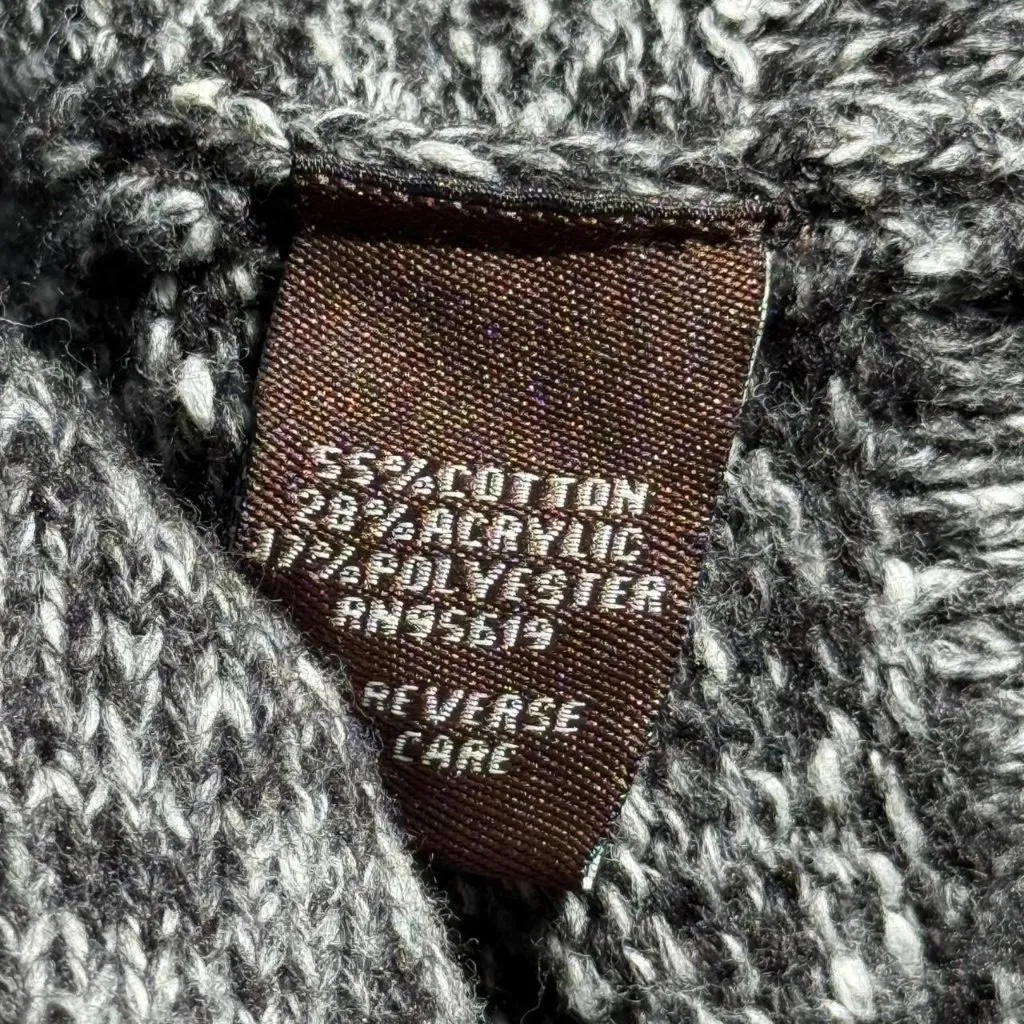 55%COTTON
28%ACRYLIC
17%POLYESTER
RN95619
REVERSE
CARE